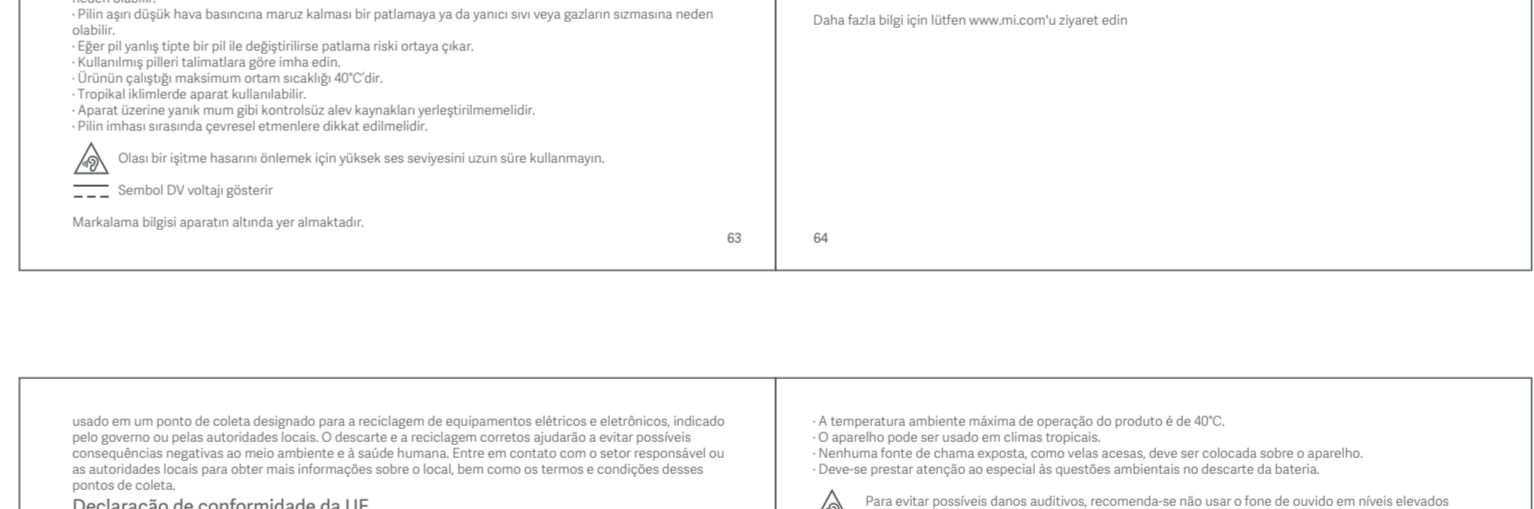 neden olabilir.
· Pilin aşırı düşük hava basıncına maruz kalması bir patlamaya ya da yanıcı sıvı veya gazların sızmasına neden
olabilir.
· Eğer pil yanlış tipte bir pil ile değiştirilirse patlama riski ortaya çıkar.
· Kullanılmış pilleri talimatlara göre imha edin.
· Ürünün çalıştığı maksimum ortam sıcaklığı 40°C'dir.
· Tropikal iklimlerde aparat kullanılabilir.
· Aparat üzerine yanık mum gibi kontrolsüz alev kaynakları yerleştirilmemelidir.
· Pilin imhası sırasında çevresel etmenlere dikkat edilmelidir.
Olası bir işitme hasarını önlemek için yüksek ses seviyesini uzun süre kullanmayın.
Sembol DV voltajı gösterir
Markalama bilgisi aparatın altında yer almaktadır.
63
Daha fazla bilgi için lütfen www.mi.com'u ziyaret edin
64
usado em um ponto de coleta designado para a reciclagem de equipamentos elétricos e eletrônicos, indicado
pelo governo ou pelas autoridades locais. O descarte e a reciclagem corretos ajudarão a evitar possíveis
consequências negativas ao meio ambiente e à saúde humana. Entre em contato com o setor responsável ou
as autoridades locais para obter mais informações sobre o local, bem como os termos e condições desses
pontos de coleta.
Declaração de conformidade da UE
· A temperatura ambiente máxima de operação do produto é de 40°C.
· O aparelho pode ser usado em climas tropicais.
· Nenhuma fonte de chama exposta, como velas acesas, deve ser colocada sobre o aparelho.
· Deve-se prestar atenção ao especial às questões ambientais no descarte da bateria.
Para evitar possíveis danos auditivos, recomenda-se não usar o fone de ouvido em níveis elevados